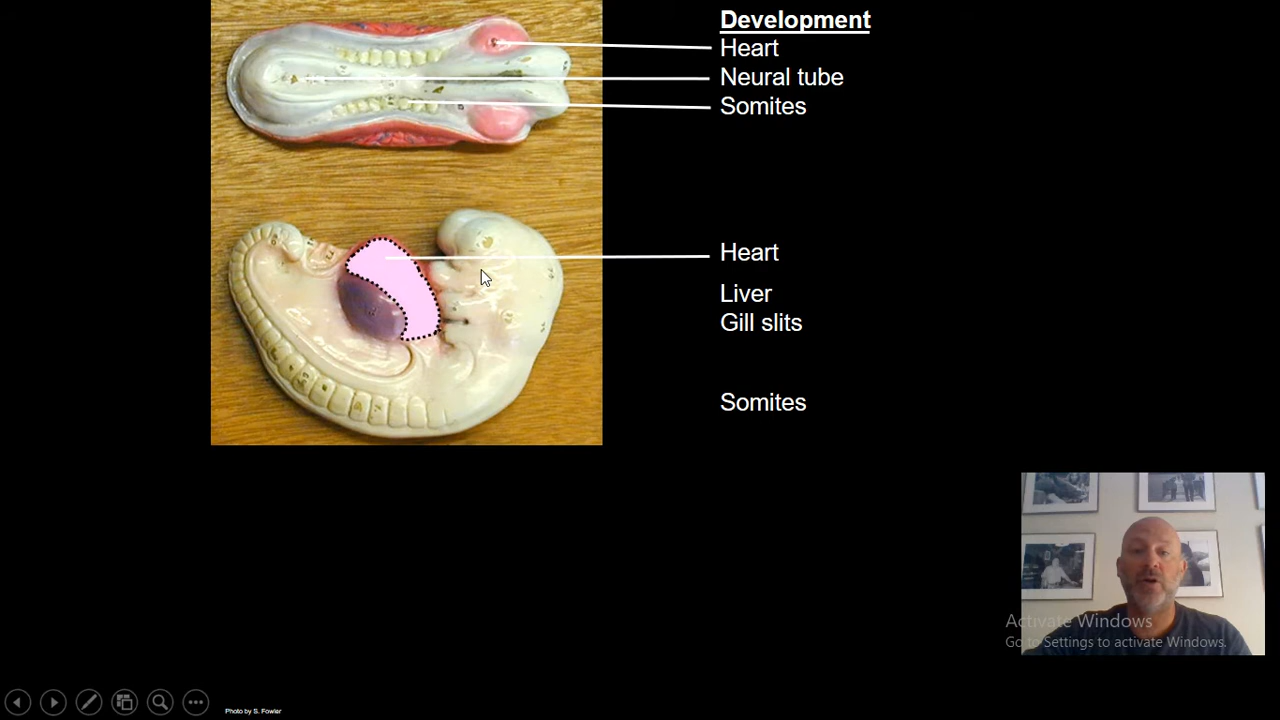 Development
Heart
Neural tube
Somites
Heart
Liver
Gill slits
Somites
Activate Windows
Go to Settings to activate Windows.
Photo by S. Fowler